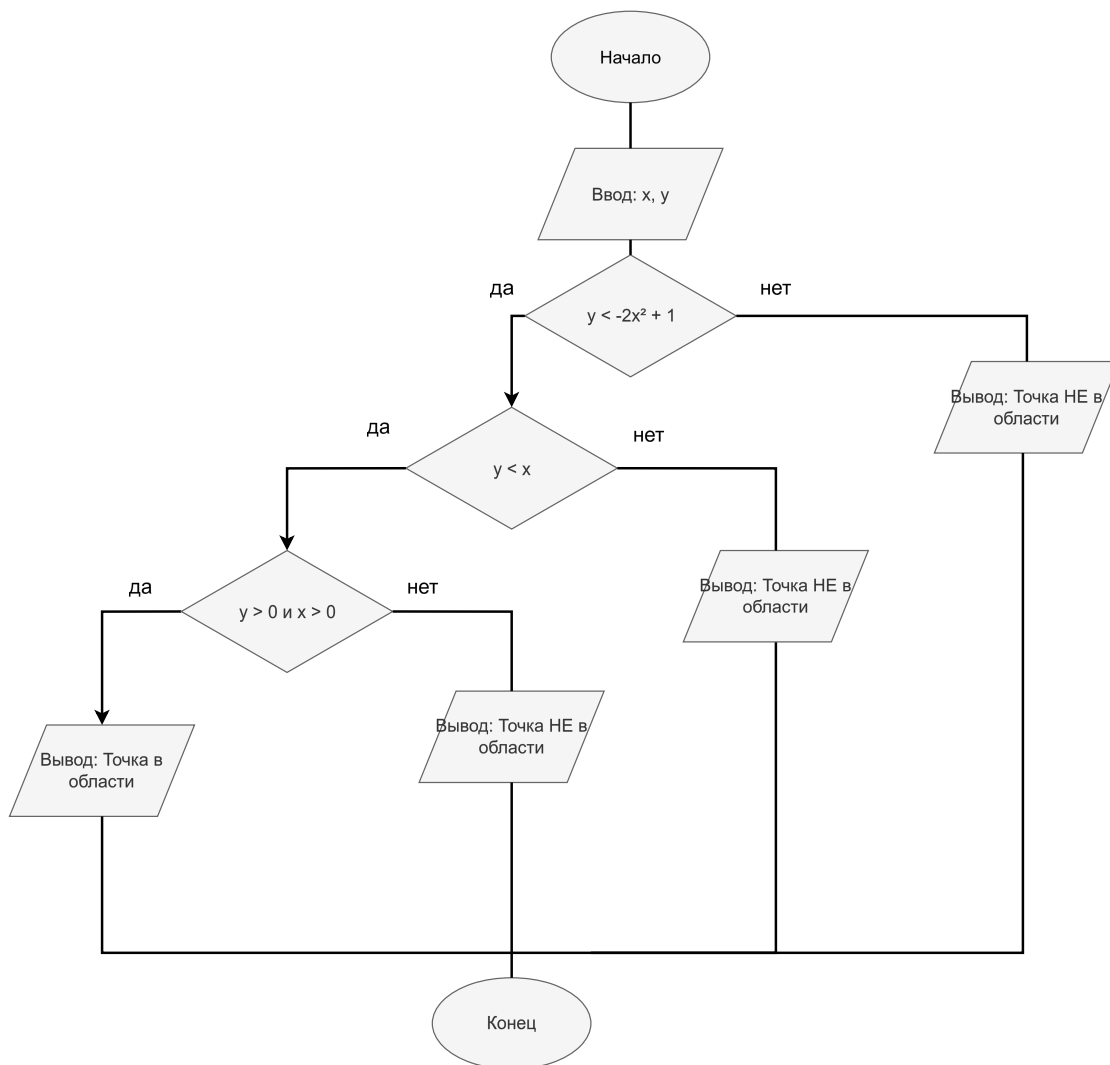 Начало
Ввод: x, y
да
нет
y < -2x² + 1
Вывод: Точка НЕ в
области
да
нет
y < x
Вывод: Точка НЕ в
области
да
нет
y > 0 и x > 0
Вывод: Точка НЕ в
области
Вывод: Точка в
области
Конец